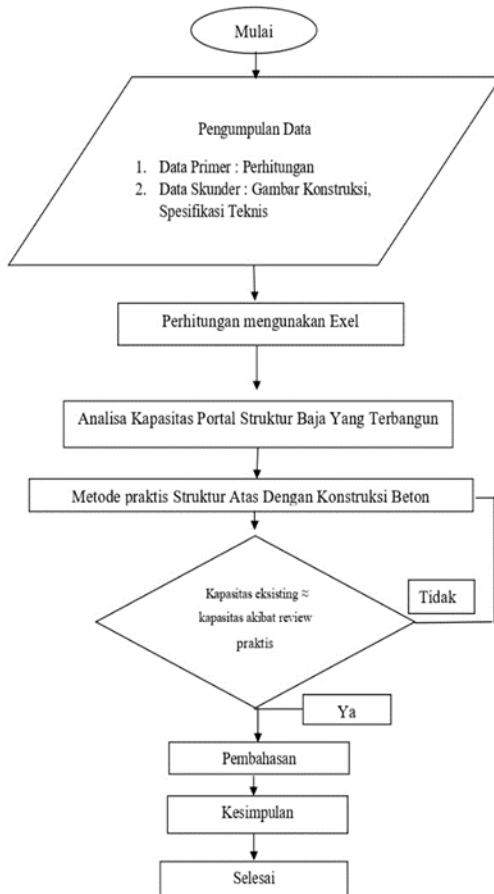 Mulai
Pengumpulan Data
1. Data Primer : Perhitungan
2. Data Skunder : Gambar Konstruksi,
Spesifikasi Teknis
Perhitungan mengunakan Exel
Analisa Kapasitas Portal Struktur Baja Yang Terbangun
Metode praktis Struktur Atas Dengan Konstruksi Beton
Kapasitas eksisting ≈
kapasitas akibat review
praktis
Tidak
Ya
Pembahasan
Kesimpulan
Selesai